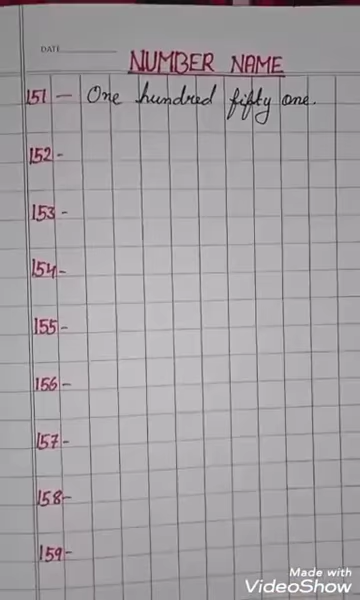 DATE
NUMBER NAME
151 - One hundred fifty one.
152 -
153 -
154 -
155 -
156 -
157 -
158 -
159 -
Made with
VideoShow